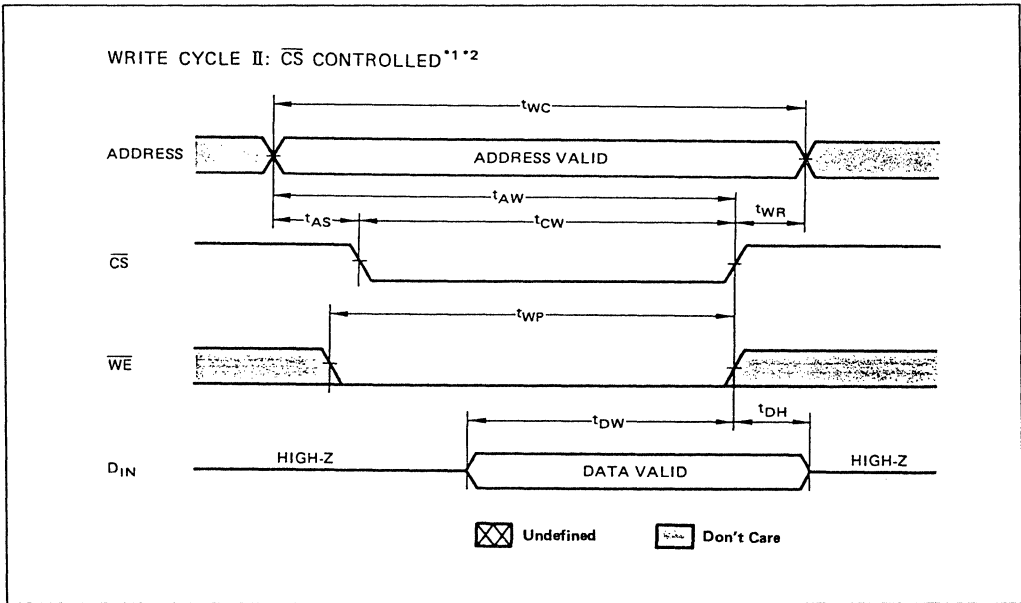 WRITE CYCLE II: CS CONTROLLED*1*2
tWC
ADDRESS
ADDRESS VALID
tAW
tAS
tCW
tWR
CS
tWP
WE
tDW
tDH
DIN
HIGH-Z
DATA VALID
HIGH-Z
Undefined
Don't Care